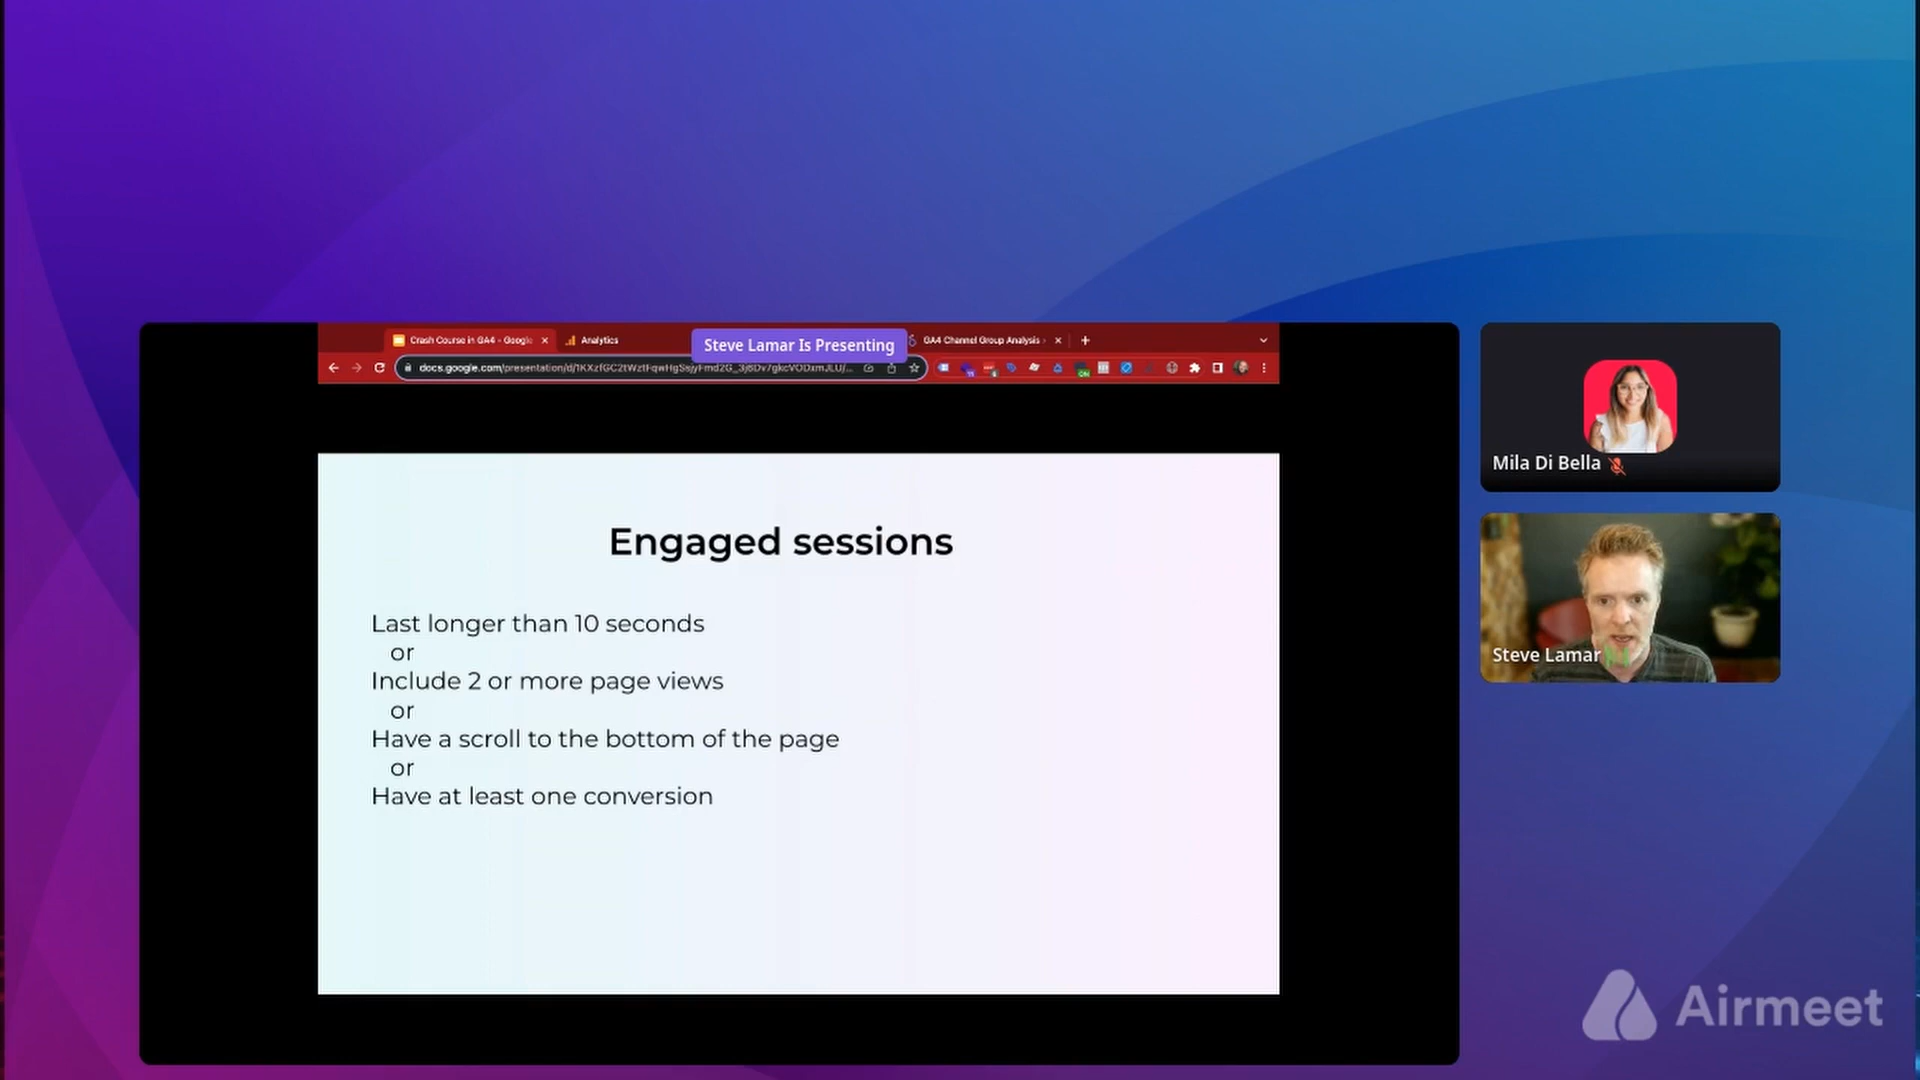 Crash Course in GA4 - Google
Analytics
Steve Lamar Is Presenting
GA4 Channel Group Analysis
Engaged sessions
Last longer than 10 seconds
or
Include 2 or more page views
or
Have a scroll to the bottom of the page
or
Have at least one conversion
Mila Di Bella
Steve Lamar
Airmeet